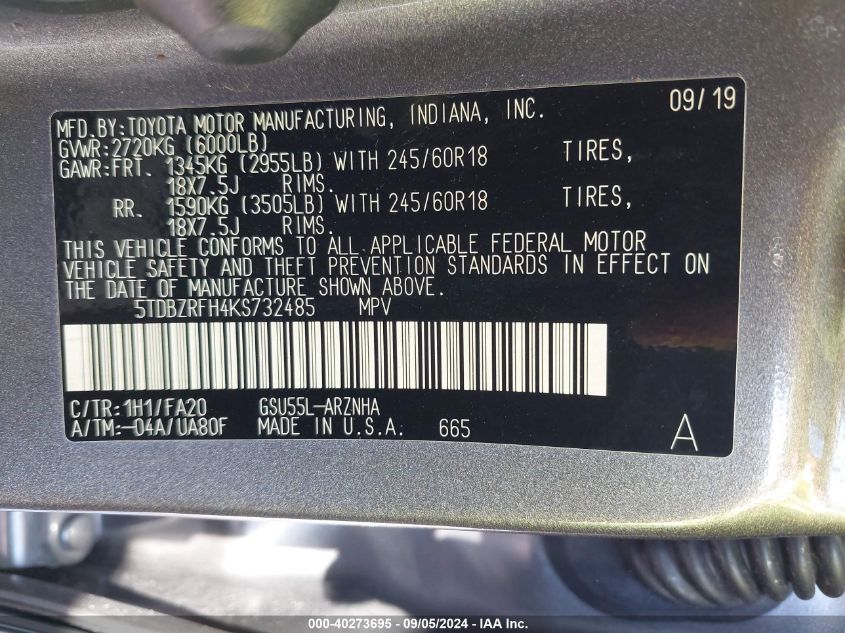 09/19
MFD.BY:TOYOTA MOTOR MANUFACTURING, INDIANA, INC.
GVWR:2720KG (6000LB)
GAWR:FRT. 1345KG (2955LB) WITH 245/60R18 TIRES,
18X7.5J RIMS.
RR. 1590KG (3505LB) WITH 245/60R18 TIRES,
18X7.5J RIMS.
THIS VEHICLE CONFORMS TO ALL APPLICABLE FEDERAL MOTOR
VEHICLE SAFETY AND THEFT PREVENTION STANDARDS IN EFFECT ON
THE DATE OF MANUFACTURE SHOWN ABOVE.
5TDBZRFH4KS732485 MPV
C/TR:1H1/FA20 GSU55L-ARZNHA
A/TM:-04A/UA80F MADE IN U.S.A. 665 A
000-40273695 - 09/05/2024 - IAAI.com